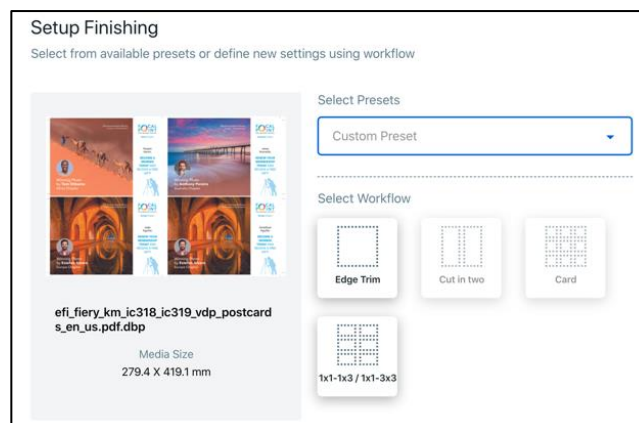 Setup Finishing
Select from available presets or define new settings using workflow
Select Presets
Custom Preset
Select Workflow
Edge Trim
Cut in two
Card
1x1-1x3 / 1x1-3x3
efi_fiery_km_ic318_ic319_vdp_postcard
s_en_us.pdf.dbp
Media Size
279.4 X 419.1 mm